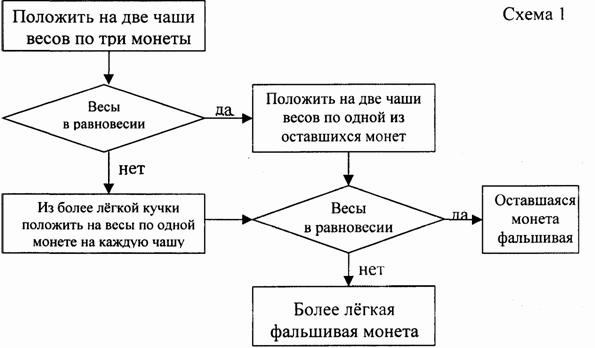 Схема 1
Положить на две чаши
весов по три монеты
Весы
в равновесии
да
Положить на две чаши
весов по одной из
оставшихся монет
нет
Из более лёгкой кучки
положить на весы по одной
монете на каждую чашу
Весы
в равновесии
да
Оставшаяся
монета
фальшивая
нет
Более лёгкая
фальшивая монета